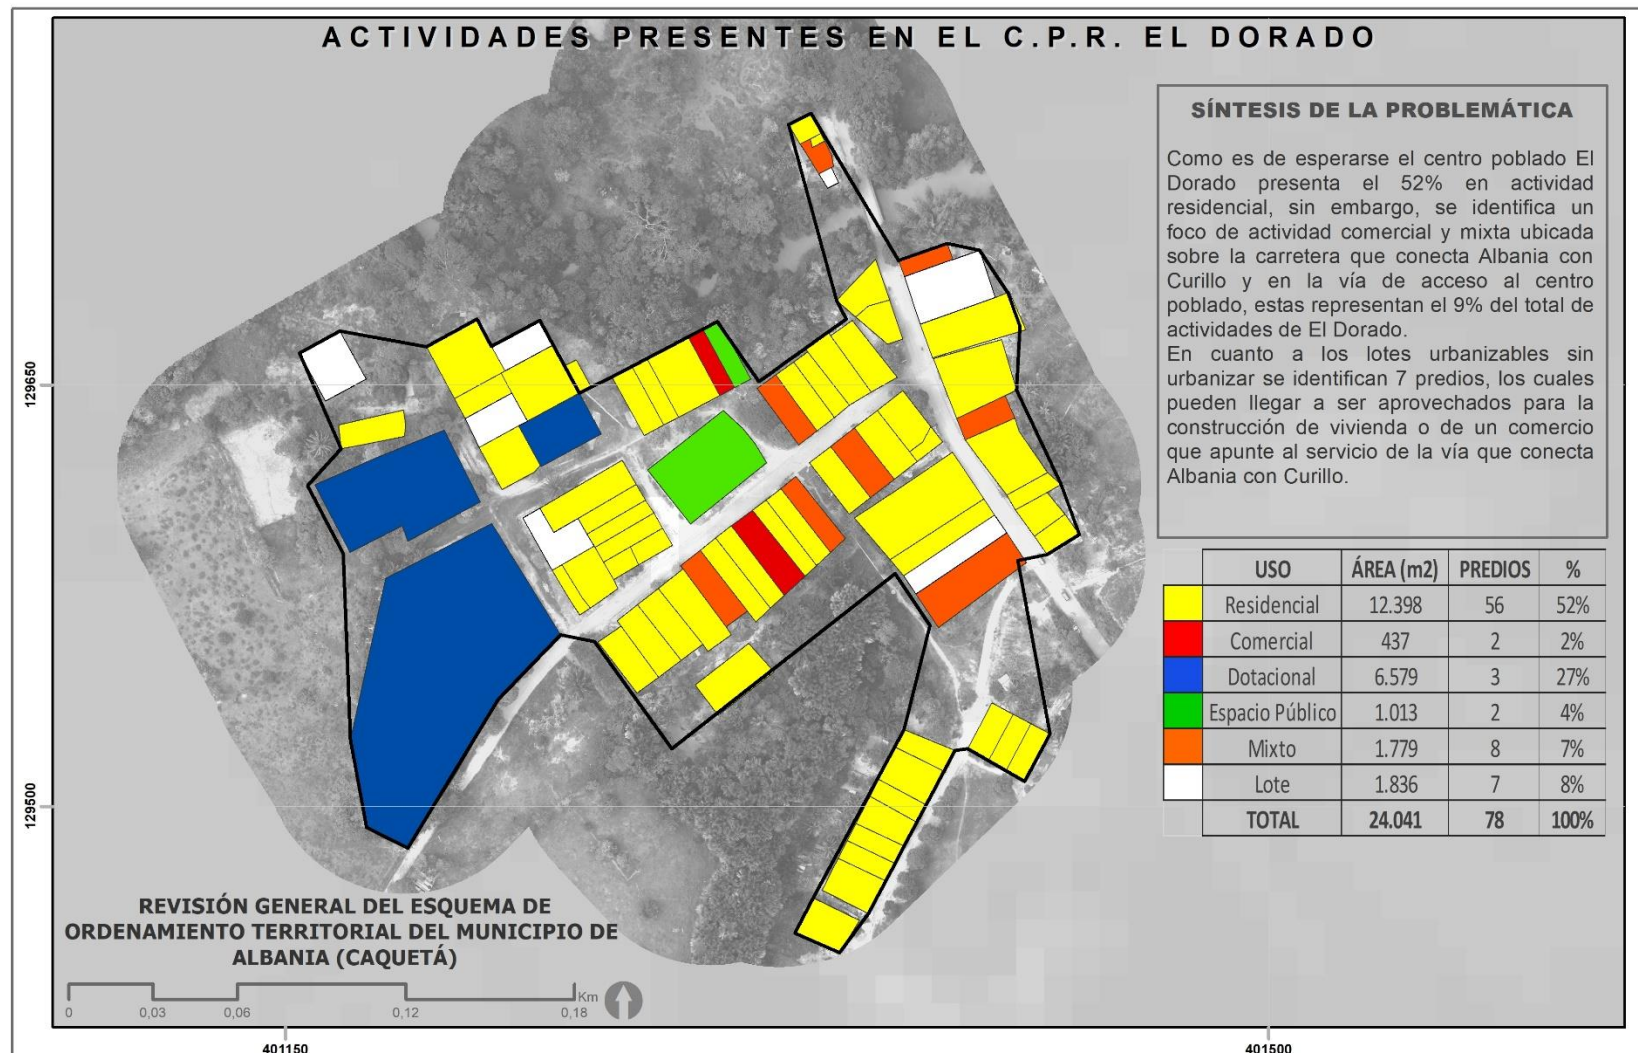 ACTIVIDADES PRESENTES EN EL C.P.R. EL DORADO
SÍNTESIS DE LA PROBLEMÁTICA
Como es de esperarse el centro poblado El
Dorado presenta el 52% en actividad
residencial, sin embargo, se identifica un
foco de actividad comercial y mixta ubicada
sobre la carretera que conecta Albania con
Curillo y en la vía de acceso al centro
poblado, estas representan el 9% del total de
actividades de El Dorado.
En cuanto a los lotes urbanizables sin
urbanizar se identifican 7 predios, los cuales
pueden llegar a ser aprovechados para la
construcción de vivienda o de un comercio
que apunte al servicio de la vía que conecta
Albania con Curillo.
USO ÁREA (m2) PREDIOS %
Residencial 12.398 56 52%
Comercial 437 2 2%
Dotacional 6.579 3 27%
Espacio Público 1.013 2 4%
Mixto 1.779 8 7%
Lote 1.836 7 8%
TOTAL 24.041 78 100%
129650
129500
REVISIÓN GENERAL DEL ESQUEMA DE
ORDENAMIENTO TERRITORIAL DEL MUNICIPIO DE
ALBANIA (CAQUETÁ)
Km
0 0,03 0,06 0,12 0,18
401150 401500